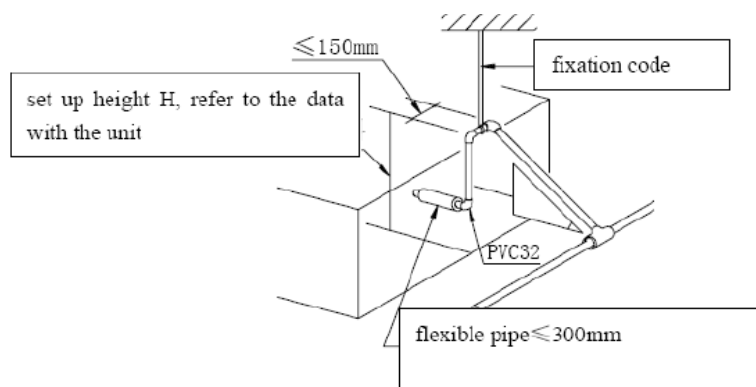 ≤150mm
fixation code
set up height H, refer to the data
with the unit
PVC32
flexible pipe≤300mm